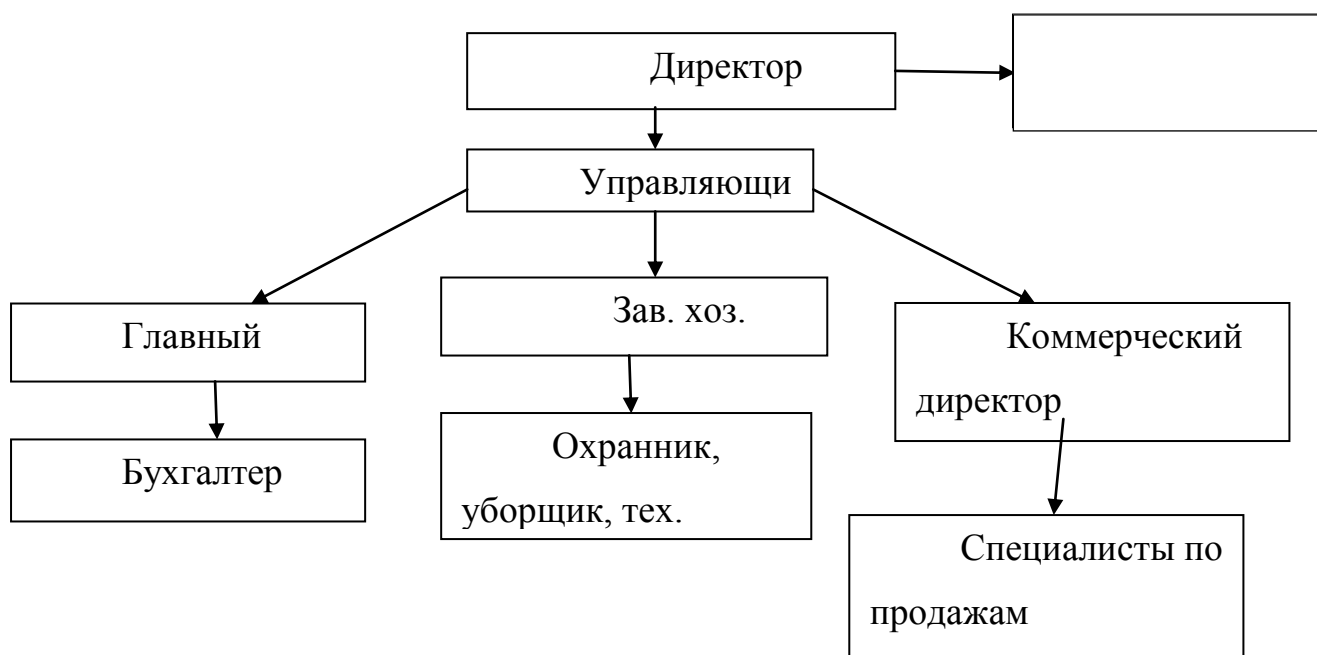 Директор
Управляющи
Главный
Зав. хоз.
Коммерческий
директор
Бухгалтер
Охранник,
уборщик, тех.
Специалисты по
продажам